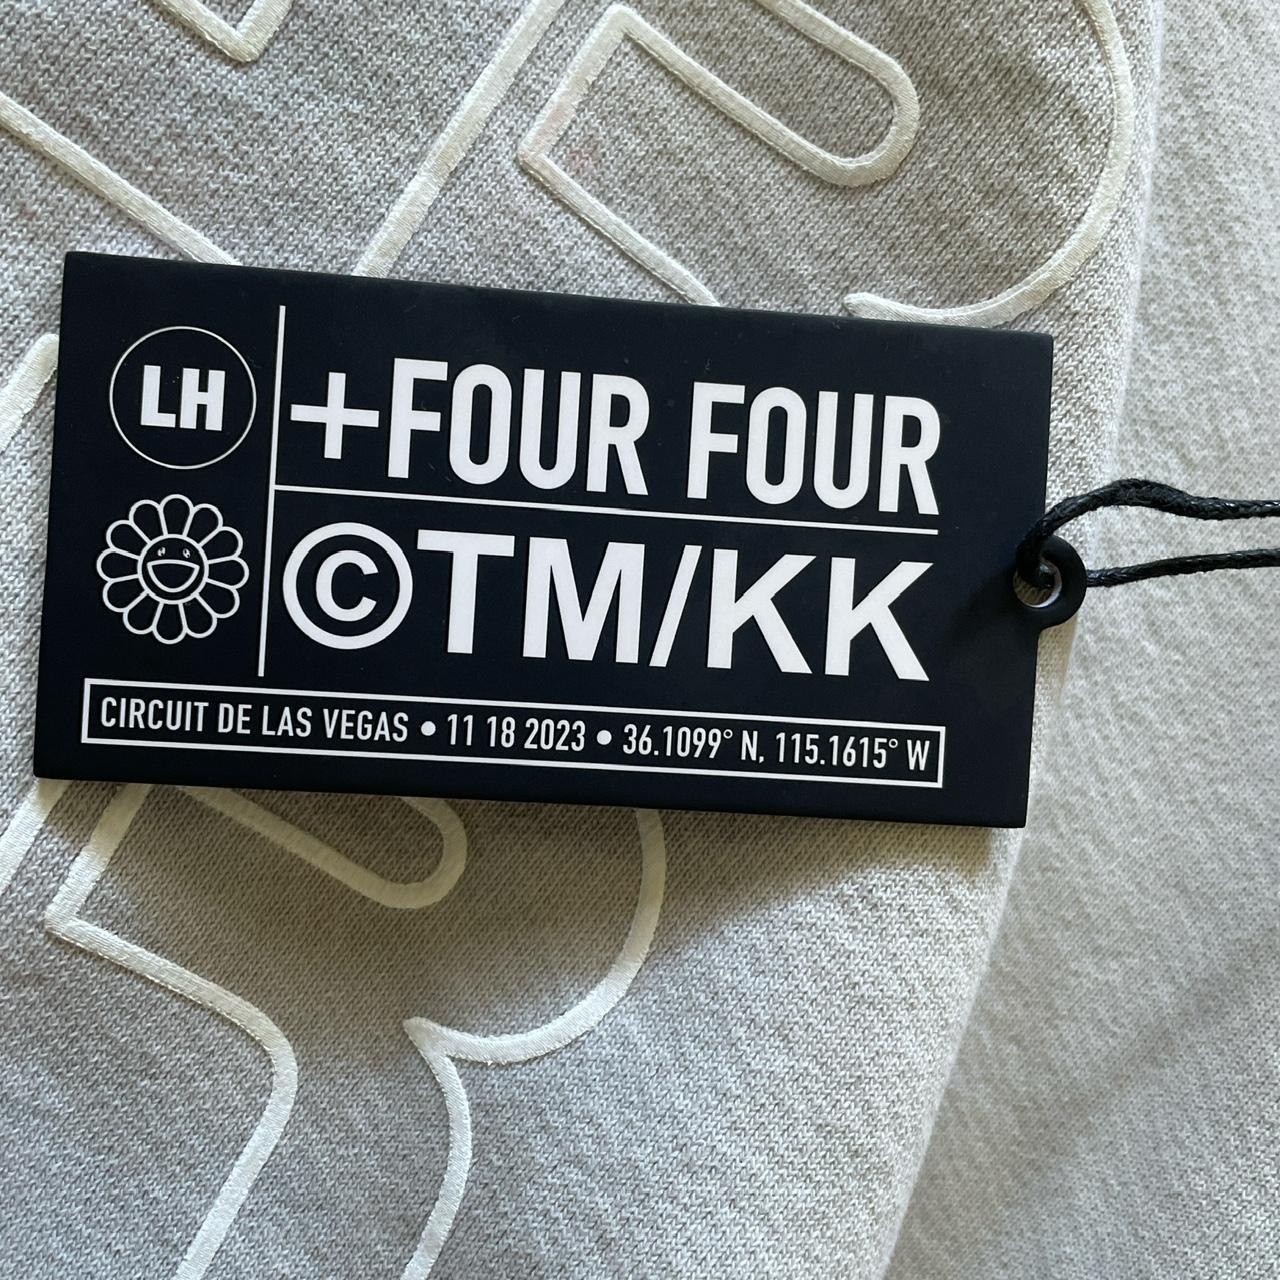 LH
+FOUR FOUR
©TM/KK
CIRCUIT DE LAS VEGAS • 11 18 2023 • 36.1099° N, 115.1615° W